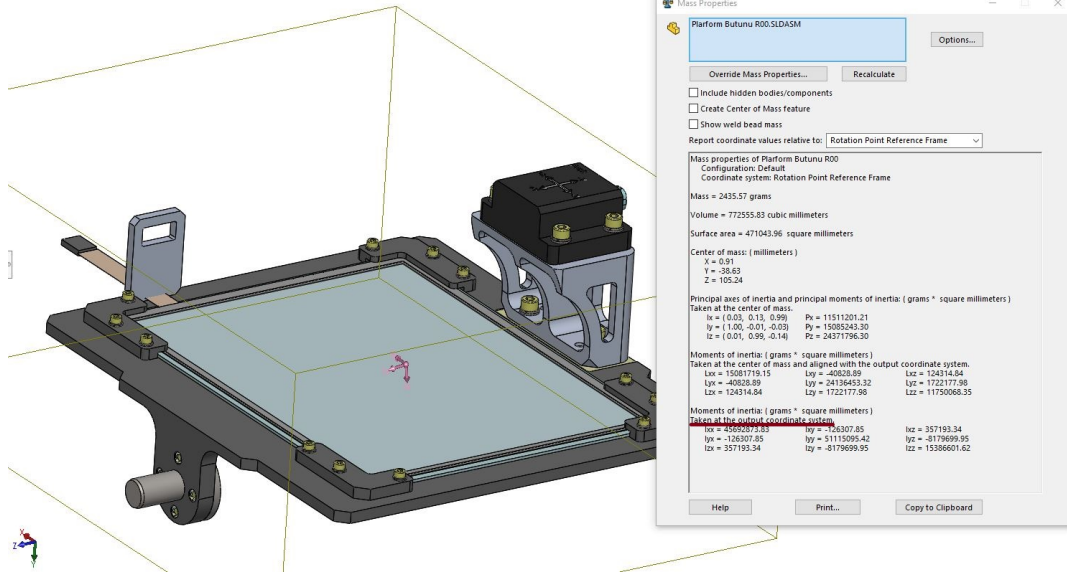 Mass Properties
Plarform Butunu R00.SLDASM
Options...
Override Mass Properties...
Recalculate
Include hidden bodies/components
Create Center of Mass feature
Show weld bead mass
Report coordinate values relative to: Rotation Point Reference Frame
Mass properties of Plarform Butunu R00
Configuration: Default
Coordinate system: Rotation Point Reference Frame
Mass = 2435.57 grams
Volume = 772555.83 cubic millimeters
Surface area = 471043.96 square millimeters
Center of mass: ( millimeters )
X = 0.91
Y = -38.63
Z = 105.24
Principal axes of inertia and principal moments of inertia: ( grams * square millimeters )
Taken at the center of mass.
Ix = ( 0.03, 0.13, 0.99) Px = 11511201.21
Iy = ( 1.00, -0.01, -0.03) Py = 15085243.30
Iz = ( 0.01, 0.99, -0.14) Pz = 24371796.30
Moments of inertia: ( grams * square millimeters )
Taken at the center of mass and aligned with the output coordinate system.
Lxx = 15081719.15 Lxy = -40828.89 Lxz = 124314.84
Lyx = -40828.89 Lyy = 24136453.32 Lyz = 1722177.98
Lzx = 124314.84 Lzy = 1722177.98 Lzz = 11750068.35
Moments of inertia: ( grams * square millimeters )
Taken at the output coordinate system.
Ixx = 45692873.83 Ixy = -126307.85 Ixz = 357193.34
Iyx = -126307.85 Iyy = 51115095.42 Iyz = -8179699.95
Izx = 357193.34 Izy = -8179699.95 Izz = 15386601.62
Help
Print...
Copy to Clipboard
X
Z
Y